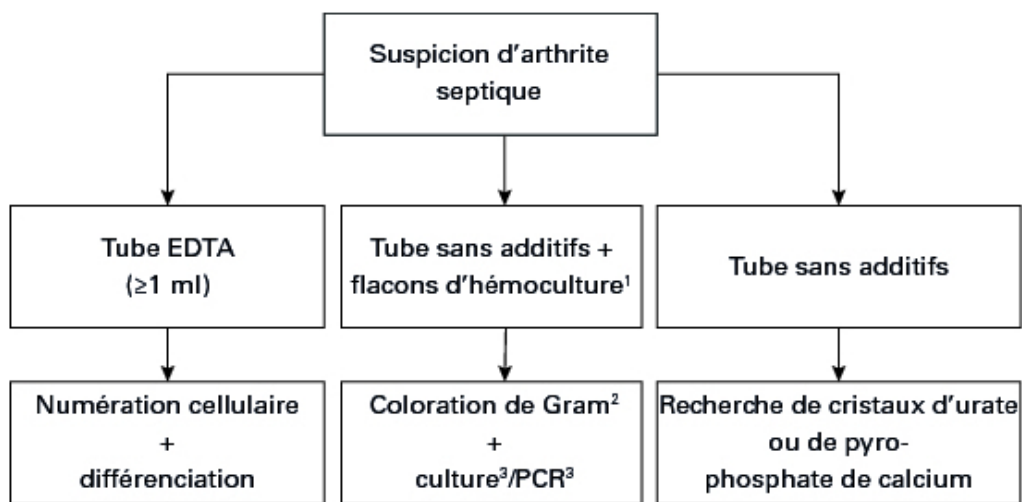 Suspicion d’arthrite
septique
Tube EDTA
(≥1 ml)
Tube sans additifs +
flacons d’hémoculture¹
Tube sans additifs
Numération cellulaire
+
différenciation
Coloration de Gram²
+
culture³/PCR³
Recherche de cristaux d’urate
ou de pyro-
phosphate de calcium